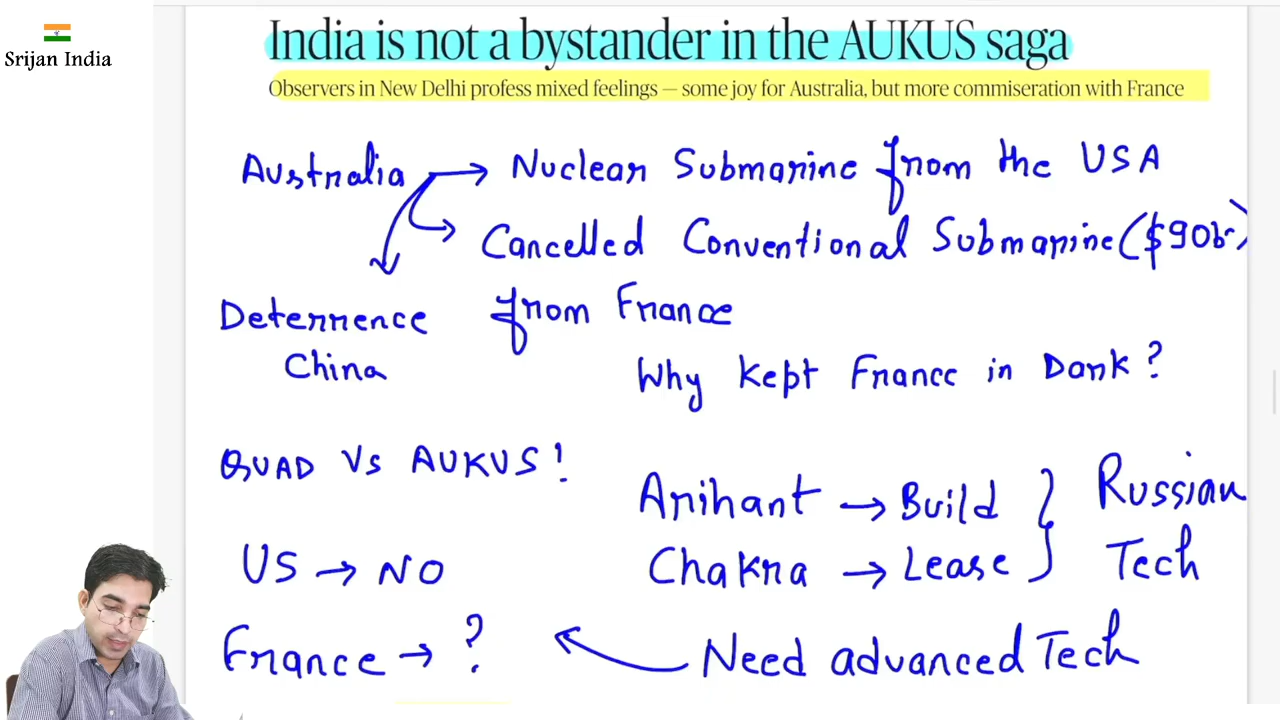 Srijan India
India is not a bystander in the AUKUS saga
Observers in New Delhi profess mixed feelings — some joy for Australia, but more commiseration with France
Australia → Nuclear Submarine from the USA
Cancelled Conventional Submarine ($90b)
from France
Deterrence
China
Why kept France in Dark?
QUAD Vs AUKUS!
Arihant → Build } Russian
Chakra → Lease } Tech
US → NO
France → ? ← Need advanced Tech